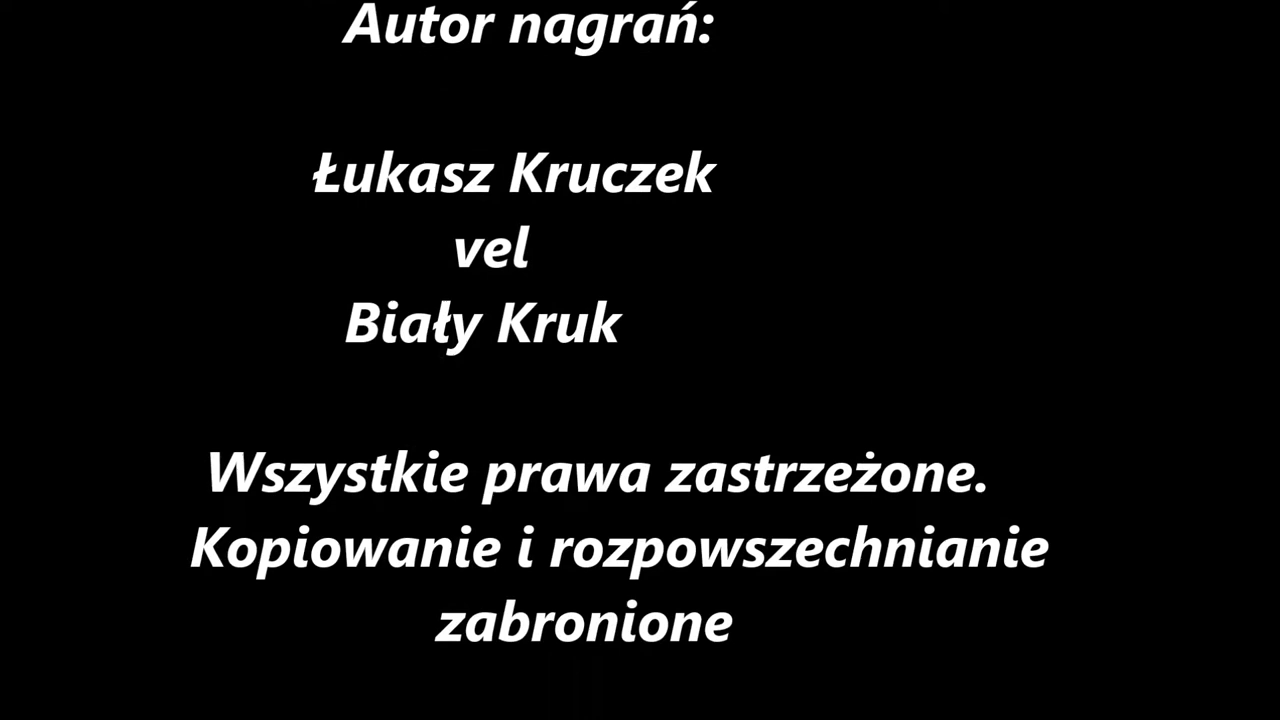 Autor nagrań:
Łukasz Kruczek
vel
Biały Kruk
Wszystkie prawa zastrzeżone.
Kopiowanie i rozpowszechnianie
zabronione